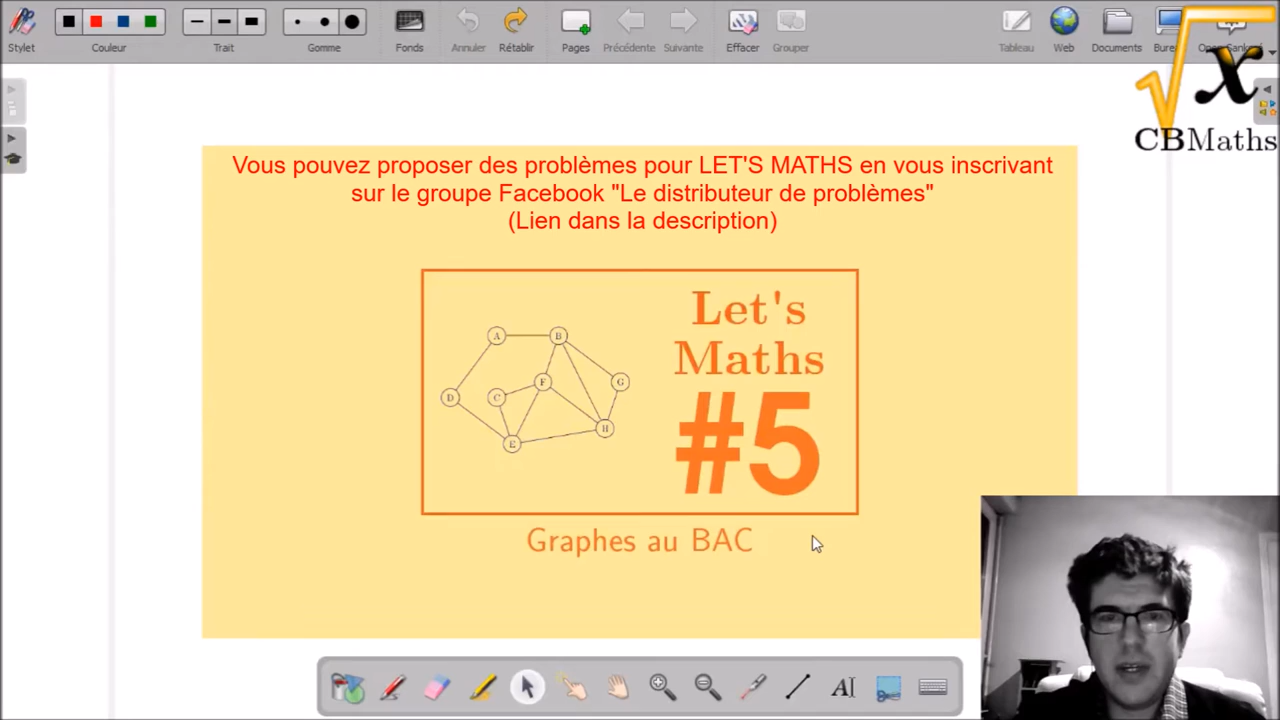 Stylet
Couleur
Trait
Gomme
Fonds
Annuler
Rétablir
Pages
Précédente
Suivante
Effacer
Grouper
Tableau
Web
Documents
x
CBMaths
Vous pouvez proposer des problèmes pour LET'S MATHS en vous inscrivant
sur le groupe Facebook "Le distributeur de problèmes"
(Lien dans la description)
Let's
Maths
#5
A
B
F
G
D
C
H
E
Graphes au BAC
AI